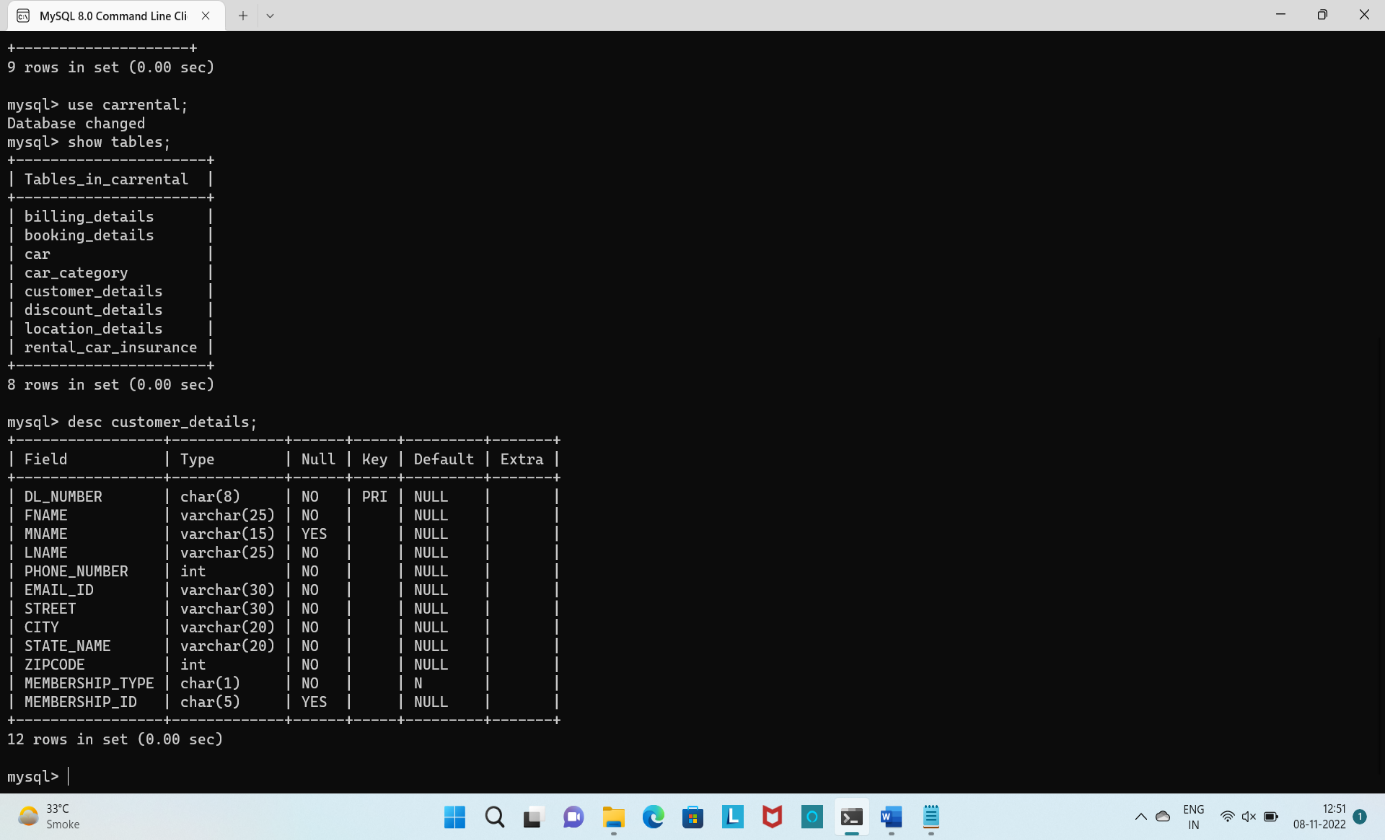 MySQL 8.0 Command Line Cli
+--------------------+
9 rows in set (0.00 sec)
mysql> use carrental;
Database changed
mysql> show tables;
+----------------------+
| Tables_in_carrental  |
+----------------------+
| billing_details      |
| booking_details      |
| car                  |
| car_category         |
| customer_details     |
| discount_details     |
| location_details     |
| rental_car_insurance |
+----------------------+
8 rows in set (0.00 sec)
mysql> desc customer_details;
+-----------------+-------------+------+-----+---------+-------+
| Field           | Type        | Null | Key | Default | Extra |
+-----------------+-------------+------+-----+---------+-------+
| DL_NUMBER       | char(8)     | NO   | PRI | NULL    |       |
| FNAME           | varchar(25) | NO   |     | NULL    |       |
| MNAME           | varchar(15) | YES  |     | NULL    |       |
| LNAME           | varchar(25) | NO   |     | NULL    |       |
| PHONE_NUMBER    | int         | NO   |     | NULL    |       |
| EMAIL_ID        | varchar(30) | NO   |     | NULL    |       |
| STREET          | varchar(30) | NO   |     | NULL    |       |
| CITY            | varchar(20) | NO   |     | NULL    |       |
| STATE_NAME      | varchar(20) | NO   |     | NULL    |       |
| ZIPCODE         | int         | NO   |     | NULL    |       |
| MEMBERSHIP_TYPE | char(1)     | NO   |     | N       |       |
| MEMBERSHIP_ID   | char(5)     | YES  |     | NULL    |       |
+-----------------+-------------+------+-----+---------+-------+
12 rows in set (0.00 sec)
mysql>
33°C
Smoke
ENG
IN
12:51
08-11-2022
1